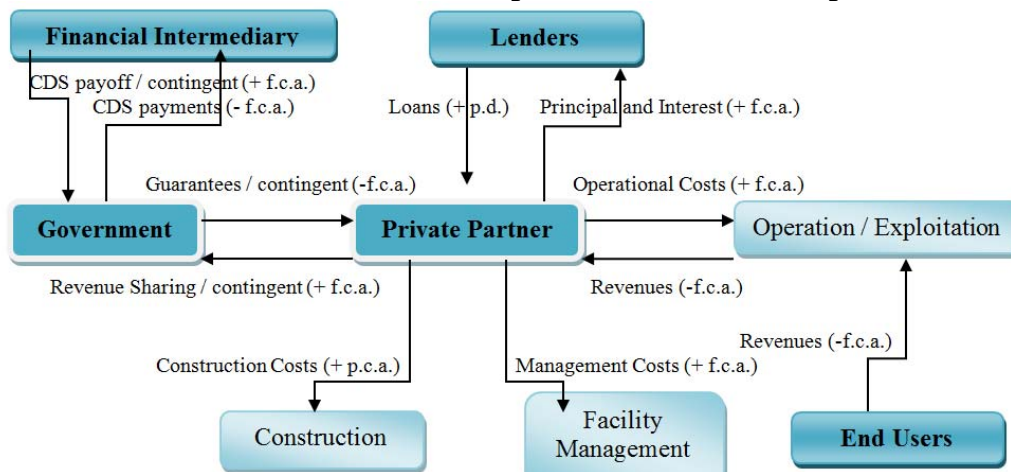 Financial Intermediary
Lenders
CDS payoff / contingent (+ f.c.a.)
CDS payments (- f.c.a.)
Loans (+ p.d.)
Principal and Interest (+ f.c.a.)
Guarantees / contingent (-f.c.a.)
Operational Costs (+ f.c.a.)
Government
Private Partner
Operation / Exploitation
Revenue Sharing / contingent (+ f.c.a.)
Revenues (-f.c.a.)
Revenues (-f.c.a.)
Construction Costs (+ p.c.a.)
Management Costs (+ f.c.a.)
Construction
Facility
Management
End Users